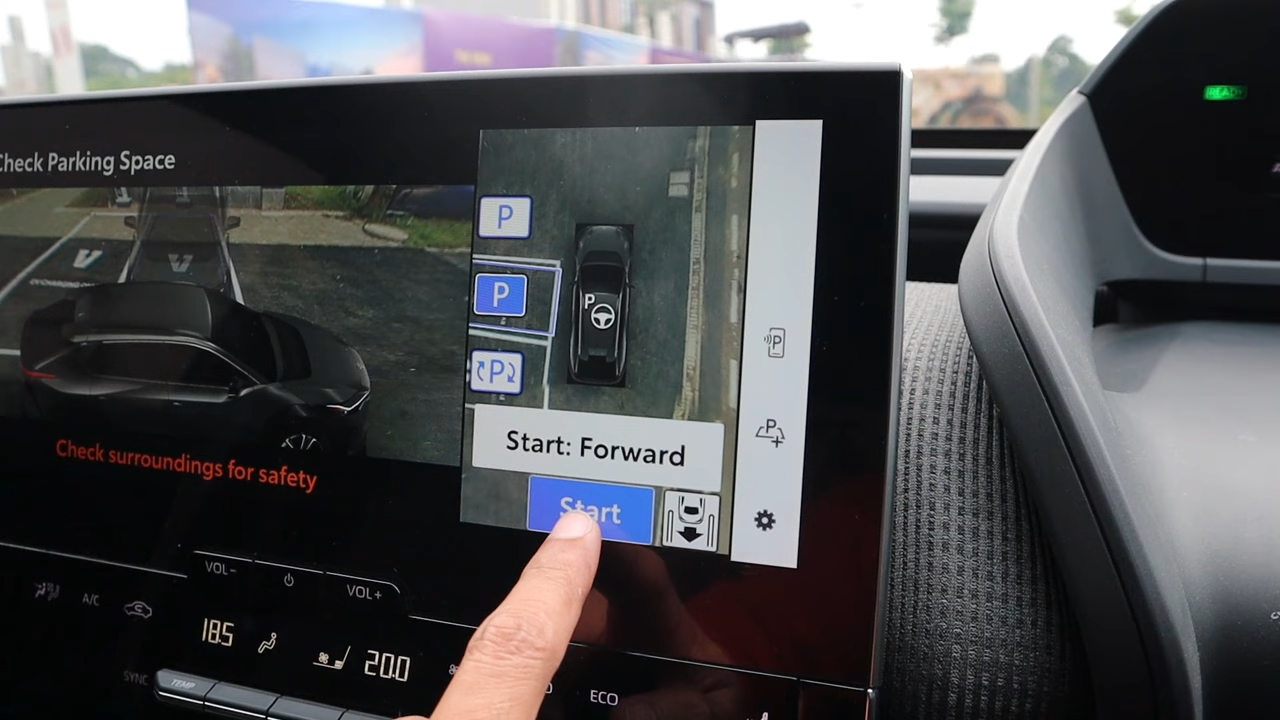 READY
Check Parking Space
P
P
P
P
P
P
Start: Forward
Check surroundings for safety
Start
VOL-
VOL+
A/C
18.5
20.0
SYNC
TEMP
ECO